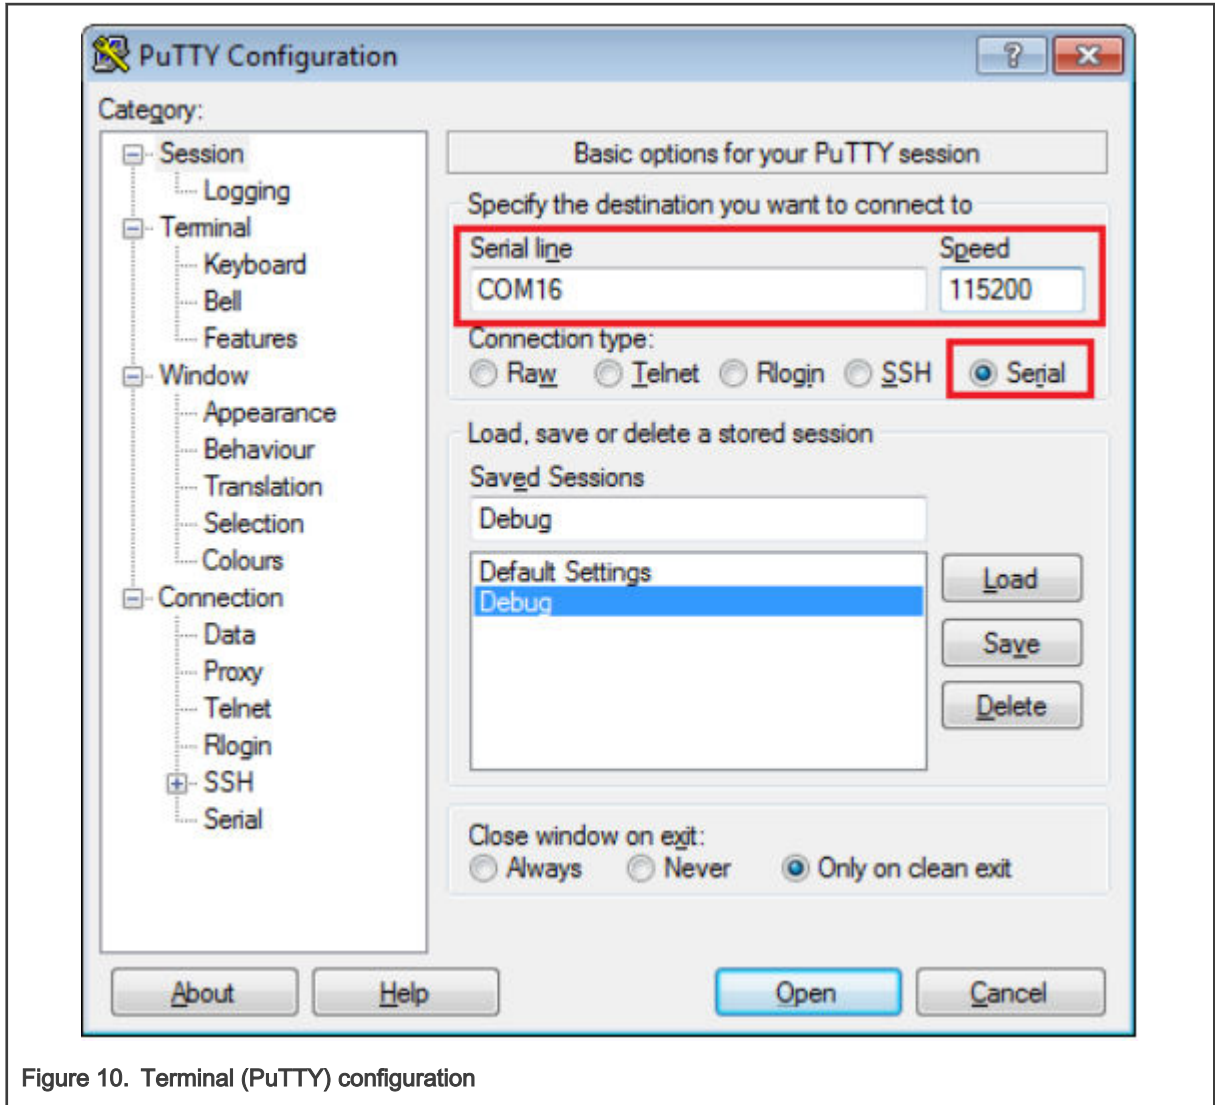 PuTTY Configuration
Category:
Session
Logging
Terminal
Keyboard
Bell
Features
Window
Appearance
Behaviour
Translation
Selection
Colours
Connection
Data
Proxy
Telnet
Rlogin
SSH
Serial
Basic options for your PuTTY session
Specify the destination you want to connect to
Serial line Speed
COM16 115200
Connection type:
Raw Telnet Rlogin SSH Serial
Load, save or delete a stored session
Saved Sessions
Debug
Default Settings
Debug
Load
Save
Delete
Close window on exit:
Always Never Only on clean exit
About Help Open Cancel
Figure 10. Terminal (PuTTY) configuration